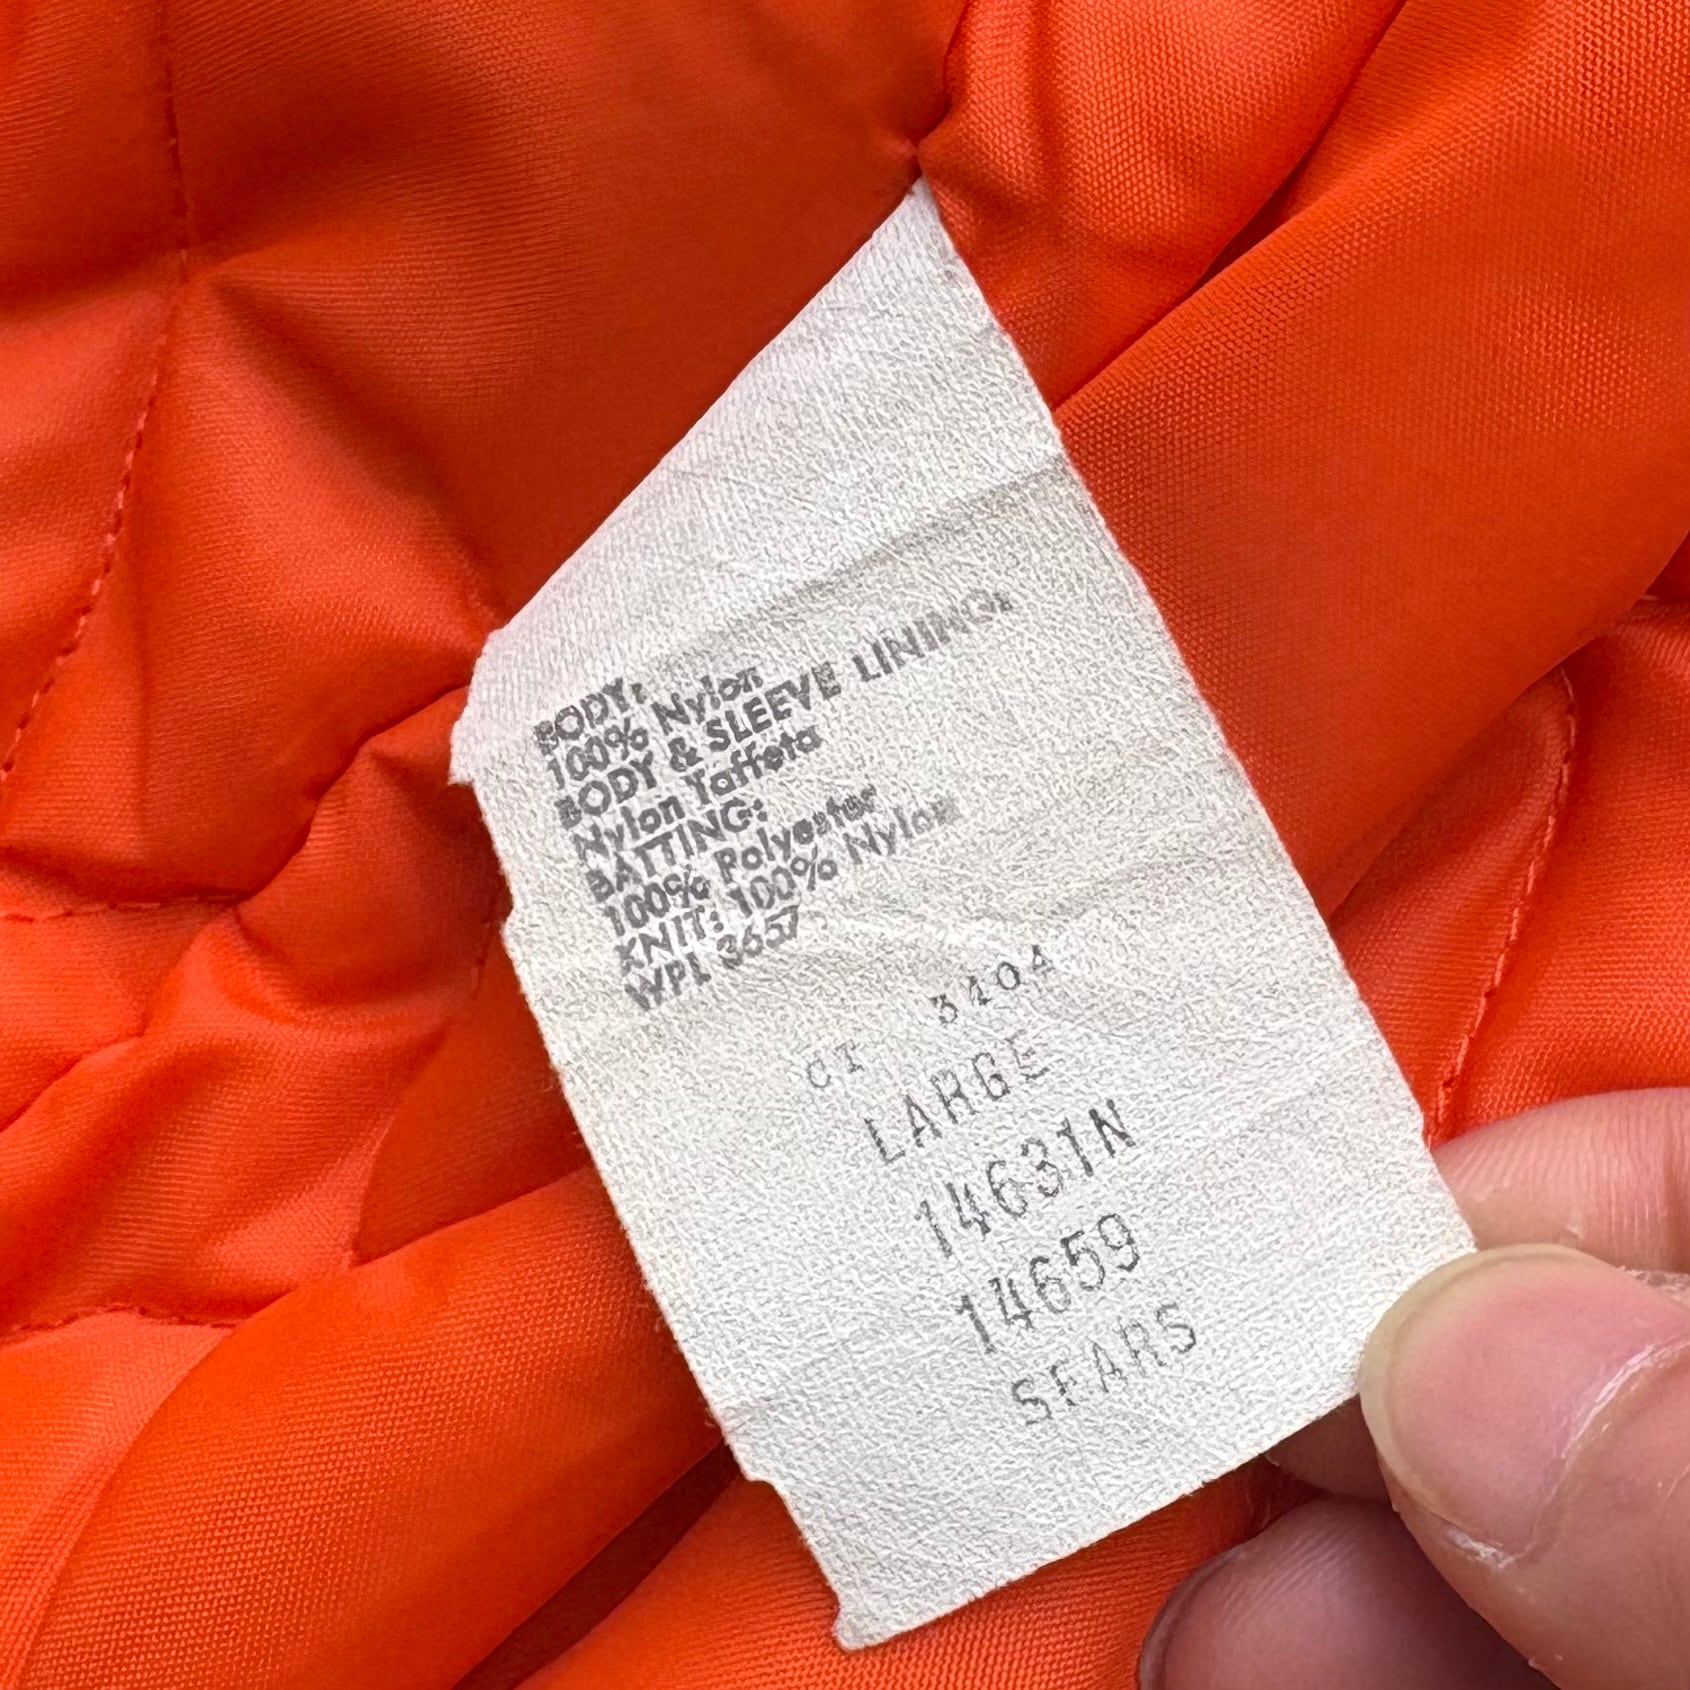 BODY:
100% Nylon
BODY & SLEEVE LINING:
Nylon Taffeta
BATTING:
100% Polyester
KNIT: 100% Nylon
WPL 3657
CT 3404
LARGE
14631N
14659
SEARS